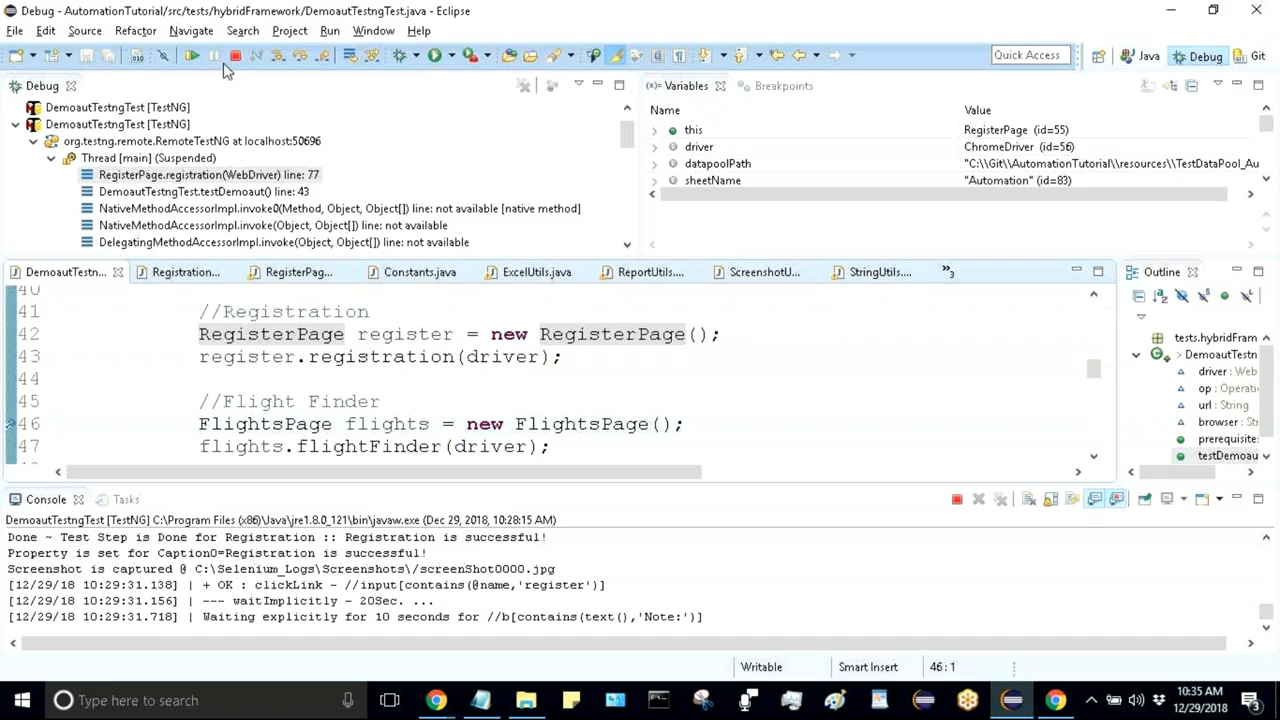 Debug - AutomationTutorial/src/tests/hybridFramework/DemoautTestngTest.java - Eclipse
File Edit Source Refactor Navigate Search Project Run Window Help
Quick Access
Java
Debug
Git
Debug
DemoautTestngTest [TestNG]
DemoautTestngTest [TestNG]
org.testng.remote.RemoteTestNG at localhost:50696
Thread [main] (Suspended)
RegisterPage.registration(WebDriver) line: 77
DemoautTestngTest.testDemoaut() line: 43
NativeMethodAccessorImpl.invoke0(Method, Object, Object[]) line: not available [native method]
NativeMethodAccessorImpl.invoke(Object, Object[]) line: not available
DelegatingMethodAccessorImpl.invoke(Object, Object[]) line: not available
(x)= Variables Breakpoints
Name Value
this RegisterPage (id=55)
driver ChromeDriver (id=56)
datapoolPath "C:\\Git\\AutomationTutorial\\resources\\TestDataPool_Au
sheetName "Automation" (id=83)
DemoautTestn... Registration... RegisterPag... Constants.java ExcelUtils.java ReportUtils.... ScreenshotU... StringUtils.... »3
40
41 //Registration
42 RegisterPage register = new RegisterPage();
43 register.registration(driver);
44
45 //Flight Finder
46 FlightsPage flights = new FlightsPage();
47 flights.flightFinder(driver);
Outline
tests.hybridFram
> DemoautTestn
driver : Web
op : Operati
url : String
browser : Str
prerequisite:
testDemoau
Console Tasks
DemoautTestngTest [TestNG] C:\Program Files (x86)\Java\jre1.8.0_121\bin\javaw.exe (Dec 29, 2018, 10:28:15 AM)
Done ~ Test Step is Done for Registration :: Registration is successful!
Property is set for Caption0=Registration is successful!
Screenshot is captured @ C:\Selenium_Logs\Screenshots\/screenShot0000.jpg
[12/29/18 10:29:31.138] | + OK : clickLink - //input[contains(@name,'register')]
[12/29/18 10:29:31.156] | --- waitImplicitly - 20Sec. ...
[12/29/18 10:29:31.718] | Waiting explicitly for 10 seconds for //b[contains(text(),'Note:')]
Writable Smart Insert 46 : 1
Type here to search
10:35 AM
12/29/2018
3